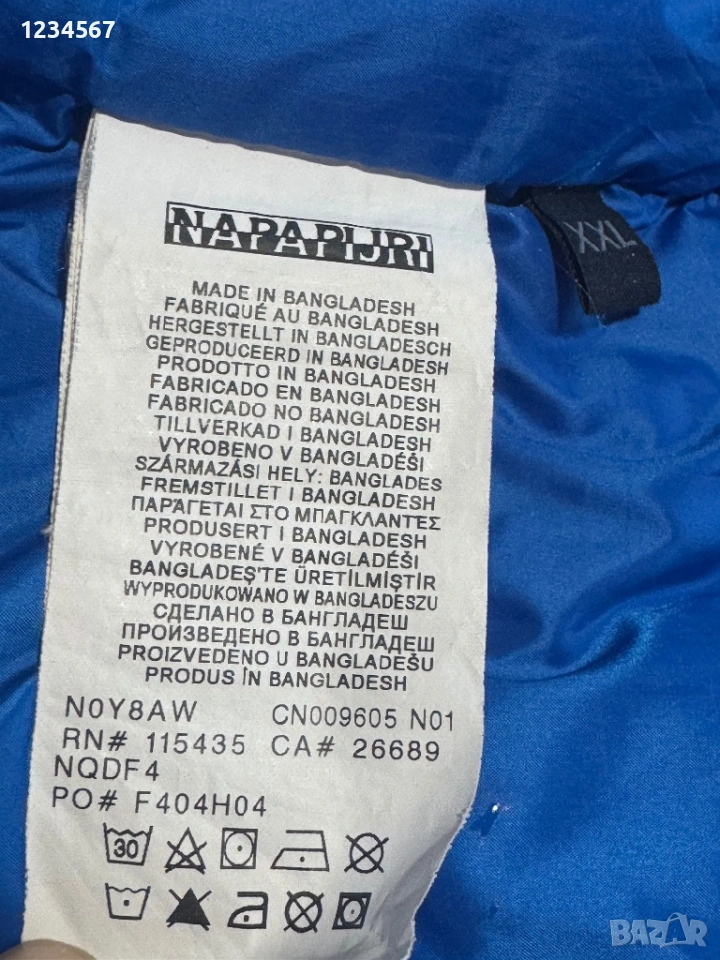 1234567
NAPAPIJRI
XXL
MADE IN BANGLADESH
FABRIQUÉ AU BANGLADESH
HERGESTELLT IN BANGLADESCH
GEPRODUCEERD IN BANGLADESH
PRODOTTO IN BANGLADESH
FABRICADO EN BANGLADESH
FABRICADO NO BANGLADESH
TILLVERKAD I BANGLADESH
VYROBENO V BANGLADÉŠI
SZÁRMAZÁSI HELY: BANGLADES
FREMSTILLET I BANGLADESH
ΠΑΡΑΓΕΤΑΙ ΣΤΟ ΜΠΑΓΚΛΑΝΤΕΣ
PRODUSERT I BANGLADESH
VYROBENÉ V BANGLADÉŠI
BANGLADEŞ'TE ÜRETİLMİŞTİR
WYPRODUKOWANO W BANGLADESZU
СДЕЛАНО В БАНГЛАДЕШ
ПРОИЗВЕДЕНО В БАНГЛАДЕШ
PROIZVEDENO U BANGLADEŠU
PRODUS ÎN BANGLADESH
N0Y8AW CN009605 N01
RN# 115435 CA# 26689
NQDF4
PO# F404H04
30
BAZAR